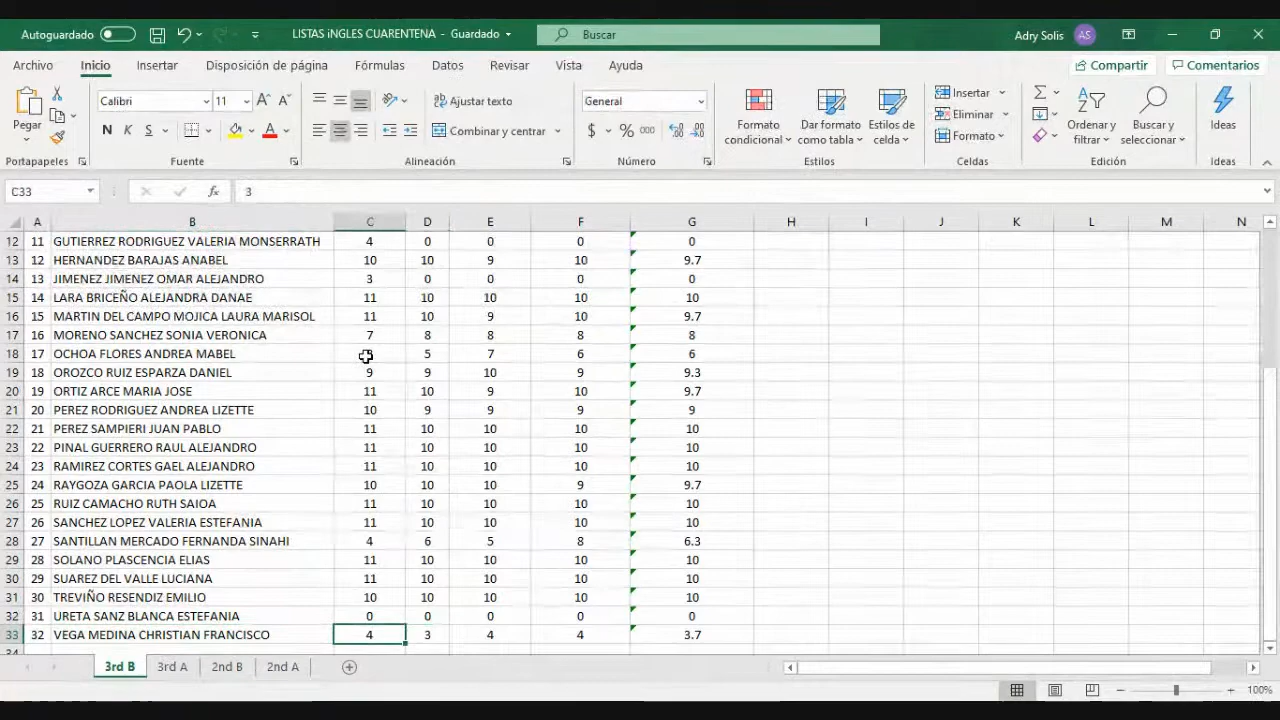 Autoguardado LISTAS iNGLES CUARENTENA - Guardado Buscar Adry Solis AS
Archivo Inicio Insertar Disposición de página Fórmulas Datos Revisar Vista Ayuda Compartir Comentarios
Pegar Calibri 11 Ajustar texto General Formato condicional Dar formato como tabla Estilos de celda Insertar Ordenar y filtrar Buscar y seleccionar Ideas
N K S Combinar y centrar $ % 000 Eliminar
Formato
Portapapeles Fuente Alineación Número Estilos Celdas Edición Ideas
C33 fx 3
A B C D E F G H I J K L M N
12 11 GUTIERREZ RODRIGUEZ VALERIA MONSERRATH 4 0 0 0 0
13 12 HERNANDEZ BARAJAS ANABEL 10 10 9 10 9.7
14 13 JIMENEZ JIMENEZ OMAR ALEJANDRO 3 0 0 0 0
15 14 LARA BRICEÑO ALEJANDRA DANAE 11 10 10 10 10
16 15 MARTIN DEL CAMPO MOJICA LAURA MARISOL 11 10 9 10 9.7
17 16 MORENO SANCHEZ SONIA VERONICA 7 8 8 8 8
18 17 OCHOA FLORES ANDREA MABEL 5 7 6 6
19 18 OROZCO RUIZ ESPARZA DANIEL 9 9 10 9 9.3
20 19 ORTIZ ARCE MARIA JOSE 11 10 9 10 9.7
21 20 PEREZ RODRIGUEZ ANDREA LIZETTE 10 9 9 9 9
22 21 PEREZ SAMPIERI JUAN PABLO 11 10 10 10 10
23 22 PINAL GUERRERO RAUL ALEJANDRO 11 10 10 10 10
24 23 RAMIREZ CORTES GAEL ALEJANDRO 11 10 10 10 10
25 24 RAYGOZA GARCIA PAOLA LIZETTE 10 10 10 9 9.7
26 25 RUIZ CAMACHO RUTH SAIOA 11 10 10 10 10
27 26 SANCHEZ LOPEZ VALERIA ESTEFANIA 11 10 10 10 10
28 27 SANTILLAN MERCADO FERNANDA SINAHI 4 6 5 8 6.3
29 28 SOLANO PLASCENCIA ELIAS 11 10 10 10 10
30 29 SUAREZ DEL VALLE LUCIANA 11 10 10 10 10
31 30 TREVIÑO RESENDIZ EMILIO 10 10 10 10 10
32 31 URETA SANZ BLANCA ESTEFANIA 0 0 0 0 0
33 32 VEGA MEDINA CHRISTIAN FRANCISCO 4 3 4 4 3.7
3rd B 3rd A 2nd B 2nd A
100%